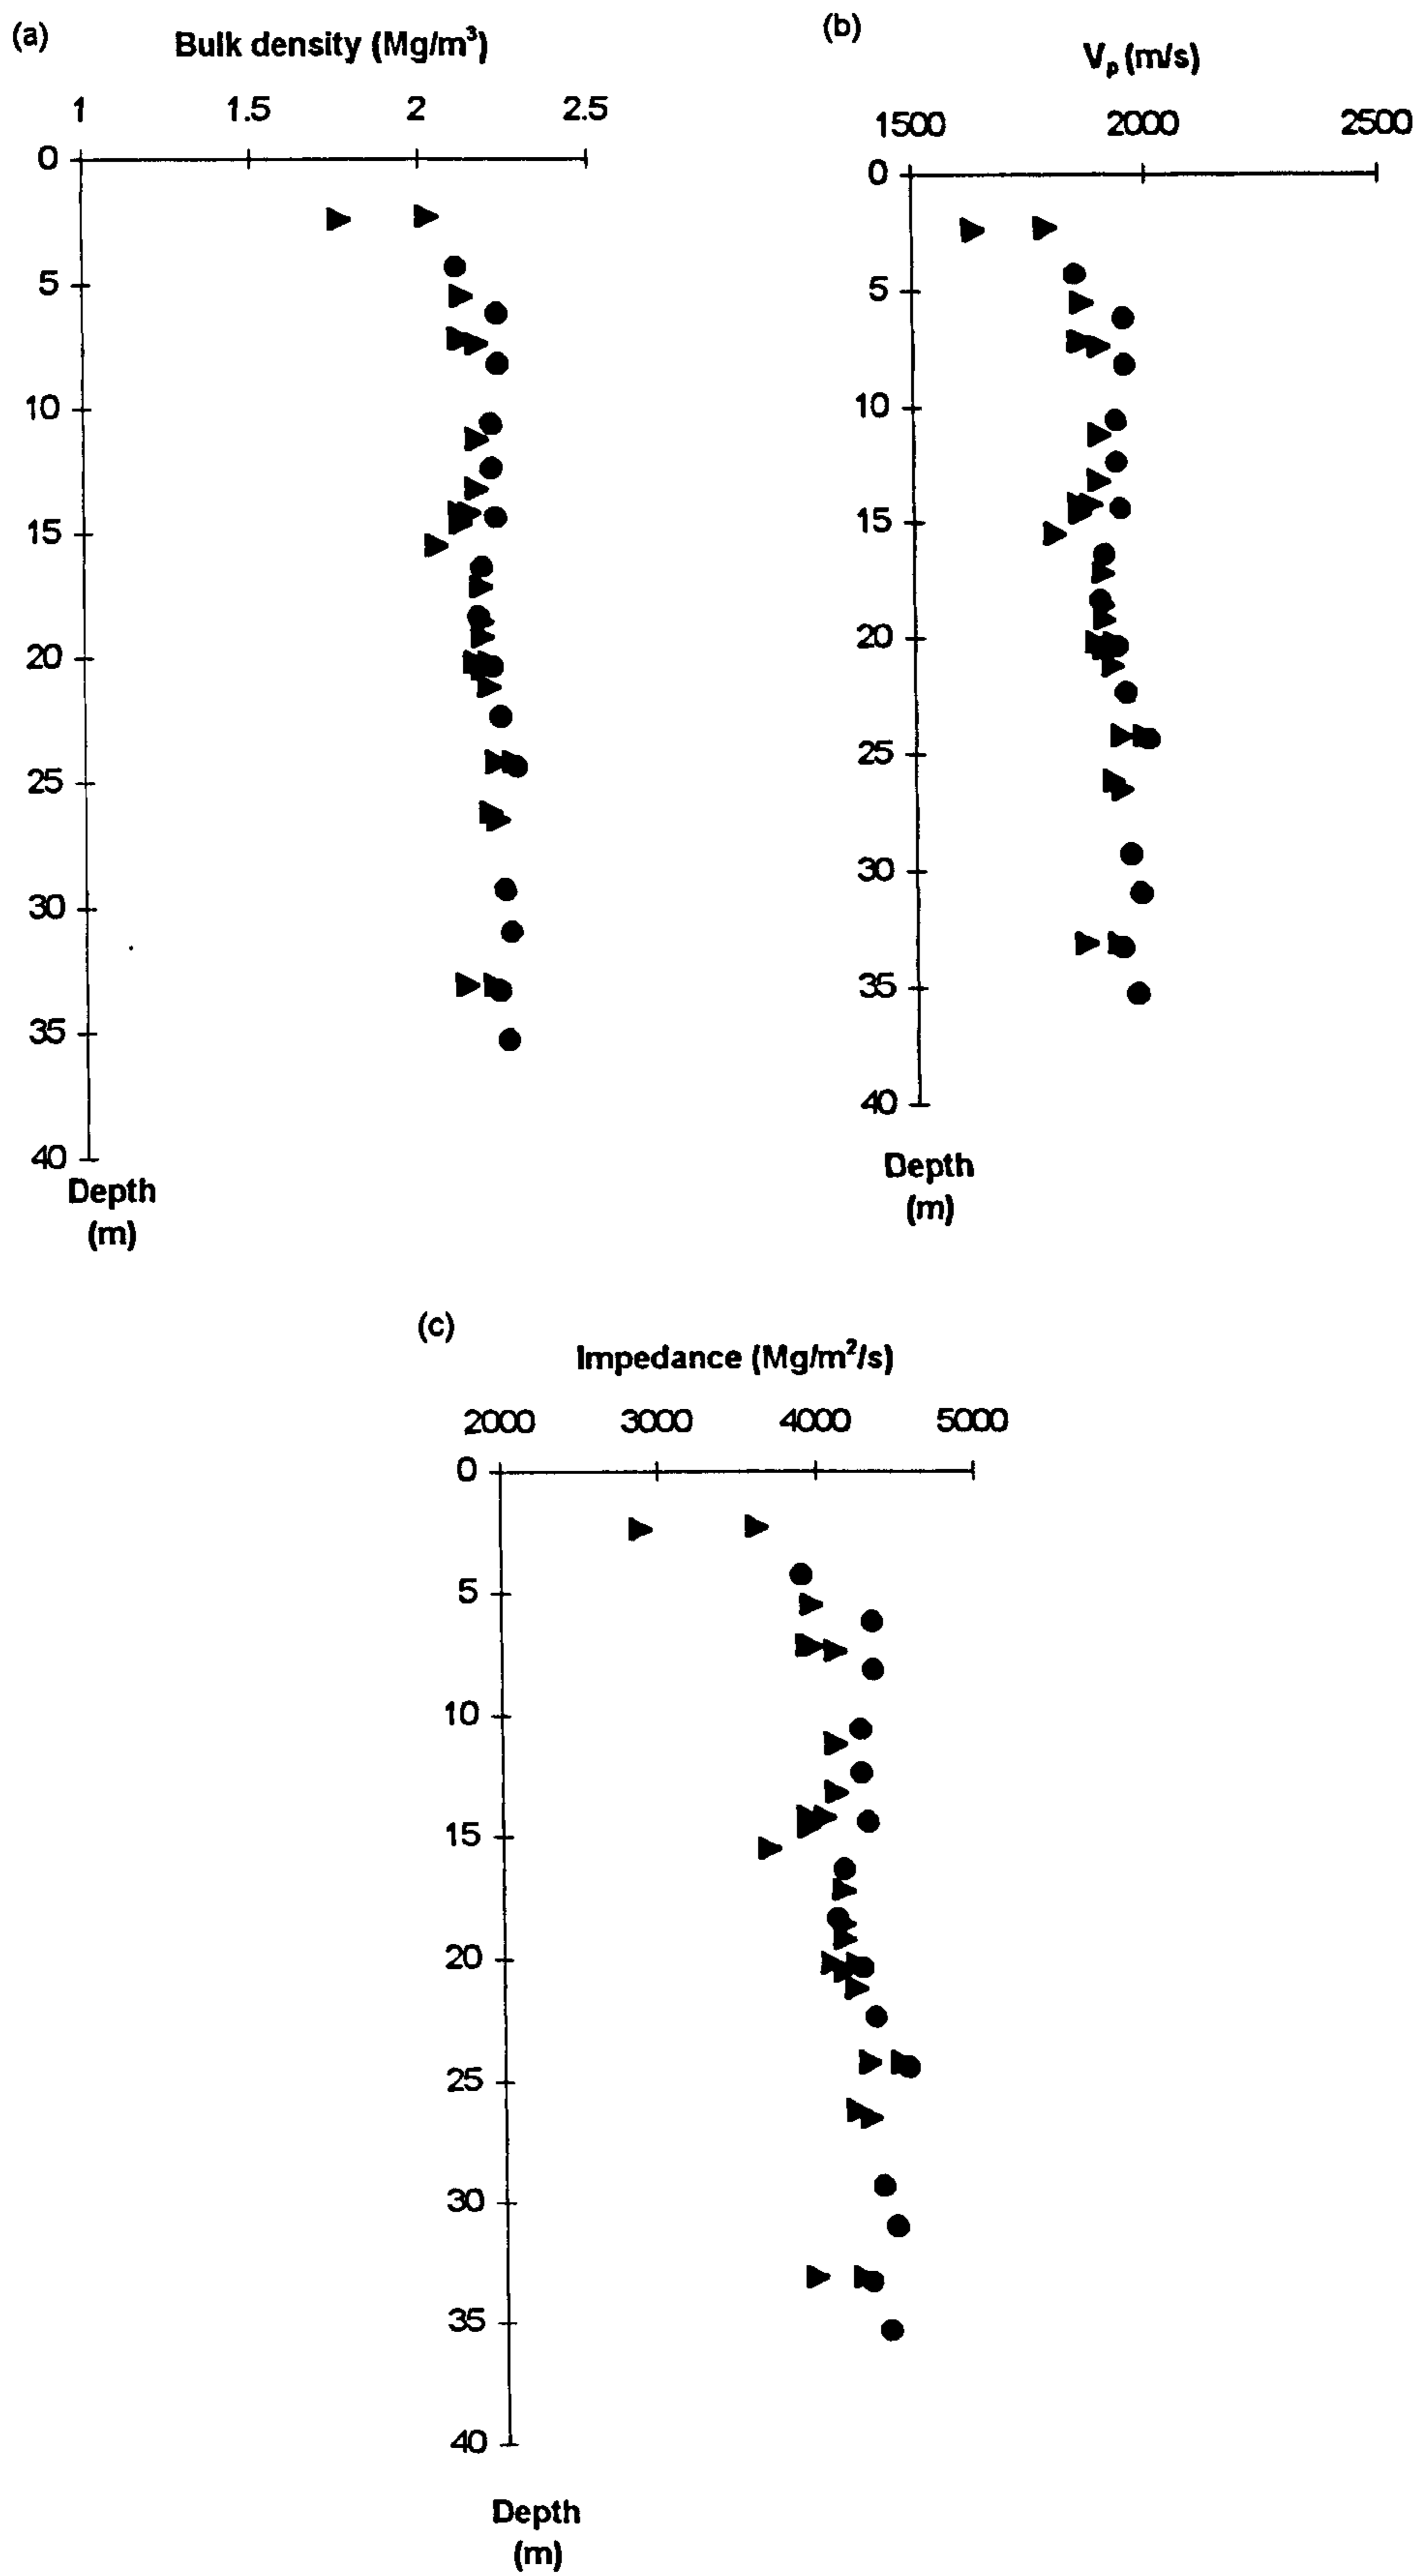 (a)
Bulk density (Mg/m³)
1 1.5 2 2.5
0
5
10
15
20
25
30
35
40
Depth
(m)
(b)
Vp (m/s)
1500 2000 2500
0
5
10
15
20
25
30
35
40
Depth
(m)
(c)
Impedance (Mg/m²/s)
2000 3000 4000 5000
0
5
10
15
20
25
30
35
40
Depth
(m)